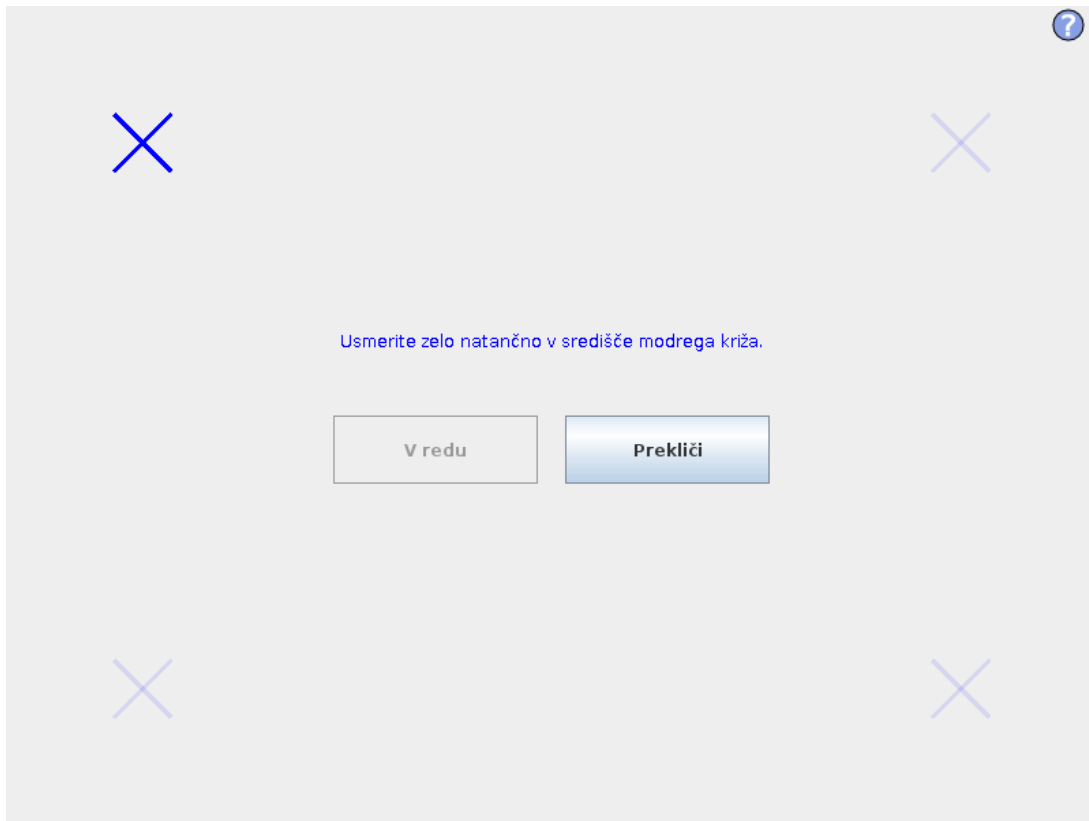 ?
Usmerite zelo natančno v središče modrega križa.
V redu
Prekliči